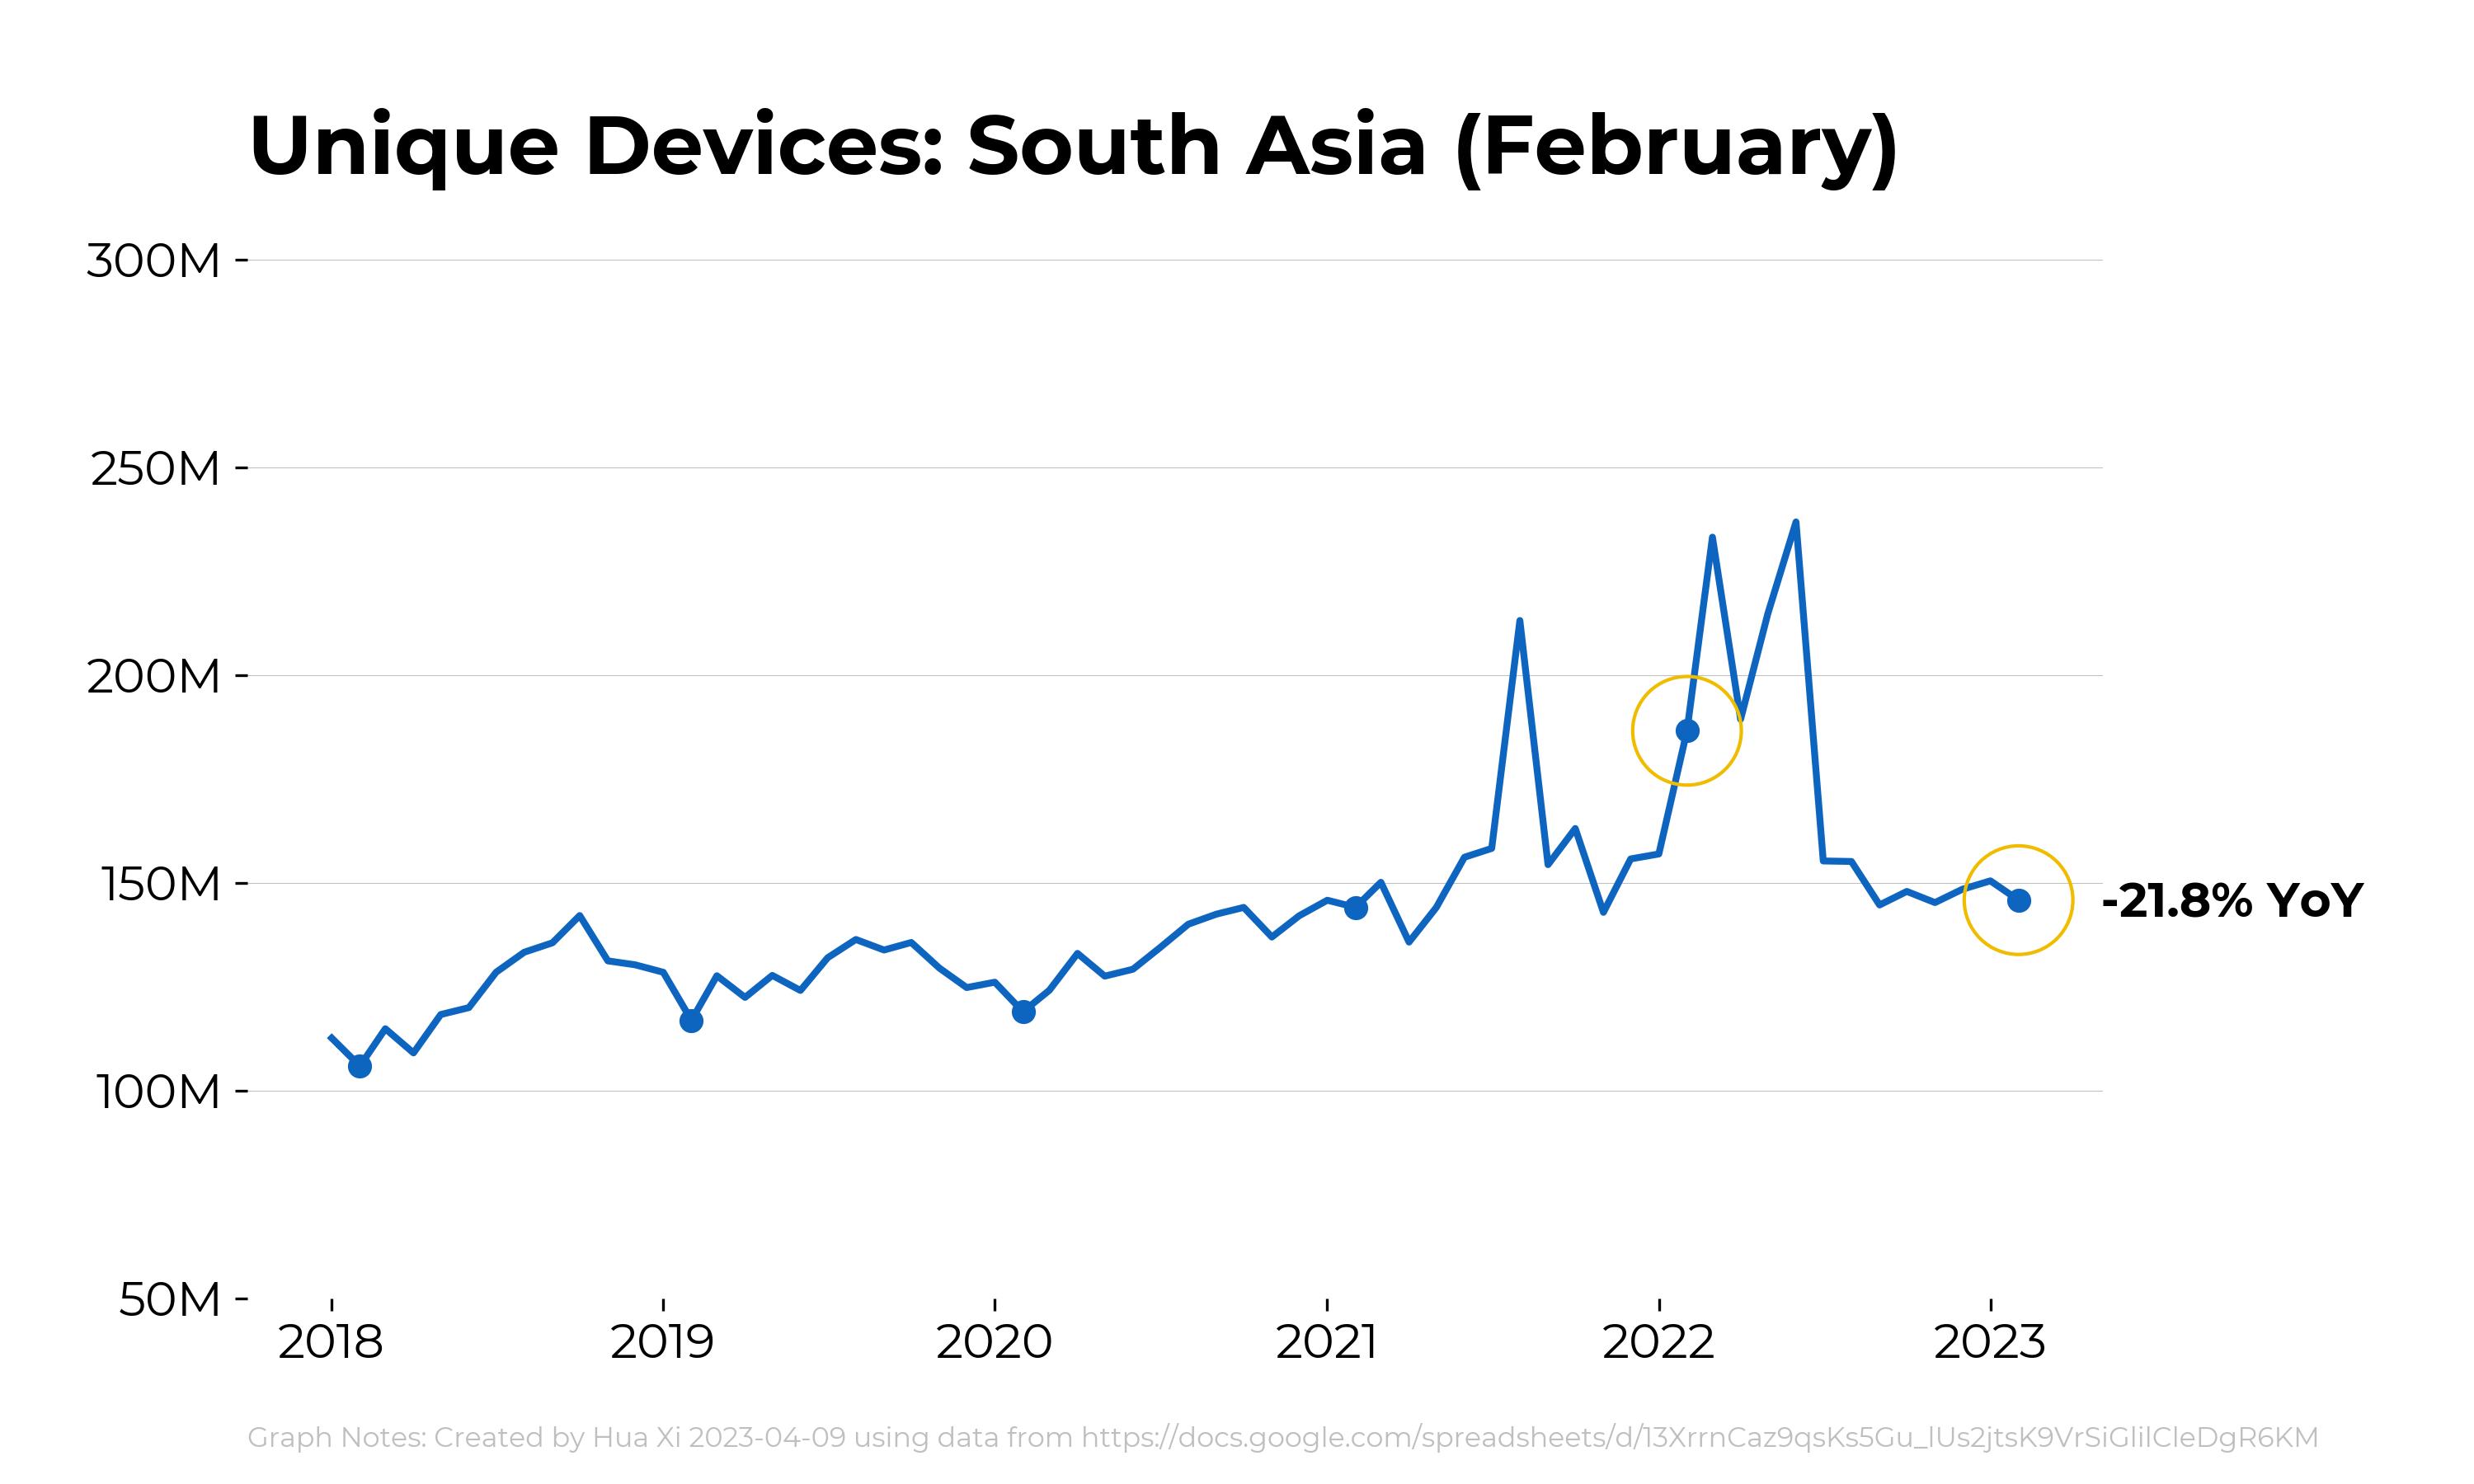 Unique Devices: South Asia (February)
300M
250M
200M
150M
-21.8% YoY
100M
50M
2018 2019 2020 2021 2022 2023
Graph Notes: Created by Hua Xi 2023-04-09 using data from https://docs.google.com/spreadsheets/d/13XrrnCaz9qsKs5Gu_lUs2jtsK9VrSiGlilCleDgR6KM